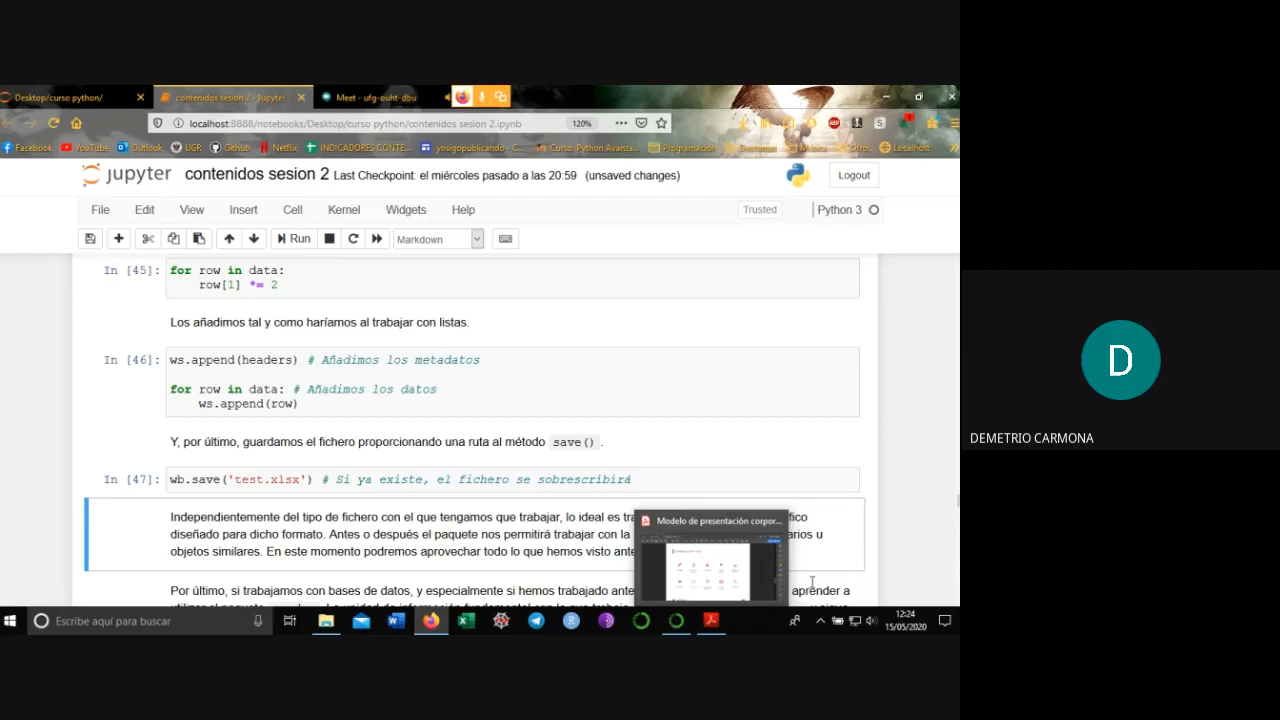 Desktop/curso python/
contenidos sesion 2 - Jupyter
Meet - ufg-ouht-dbu
localhost:8888/notebooks/Desktop/curso python/contenidos sesion 2.ipynb
120%
Facebook
YouTube
Outlook
UGR
Github
Netflix
INDICADORES CONTE...
yosigopublicando - C...
Curso: Python Avanza...
Programación
Música
Otros
Localhost
jupyter
contenidos sesion 2 Last Checkpoint: el miércoles pasado a las 20:59 (unsaved changes)
Logout
File Edit View Insert Cell Kernel Widgets Help
Trusted
Python 3
Run
Markdown
In [45]: for row in data:
row[1] *= 2
Los añadimos tal y como haríamos al trabajar con listas.
In [46]: ws.append(headers) # Añadimos los metadatos
for row in data: # Añadimos los datos
ws.append(row)
Y, por último, guardamos el fichero proporcionando una ruta al método save() .
In [47]: wb.save('test.xlsx') # Si ya existe, el fichero se sobrescribirá
Independientemente del tipo de fichero con el que tengamos que trabajar, lo ideal es
diseñado para dicho formato. Antes o después el paquete nos permitirá trabajar con la
objetos similares. En este momento podremos aprovechar todo lo que hemos visto
Modelo de presentación corpor...
Por último, si trabajamos con bases de datos, y especialmente si hemos trabajado
aprender a
Escribe aquí para buscar
12:24
15/05/2020
D
DEMETRIO CARMONA